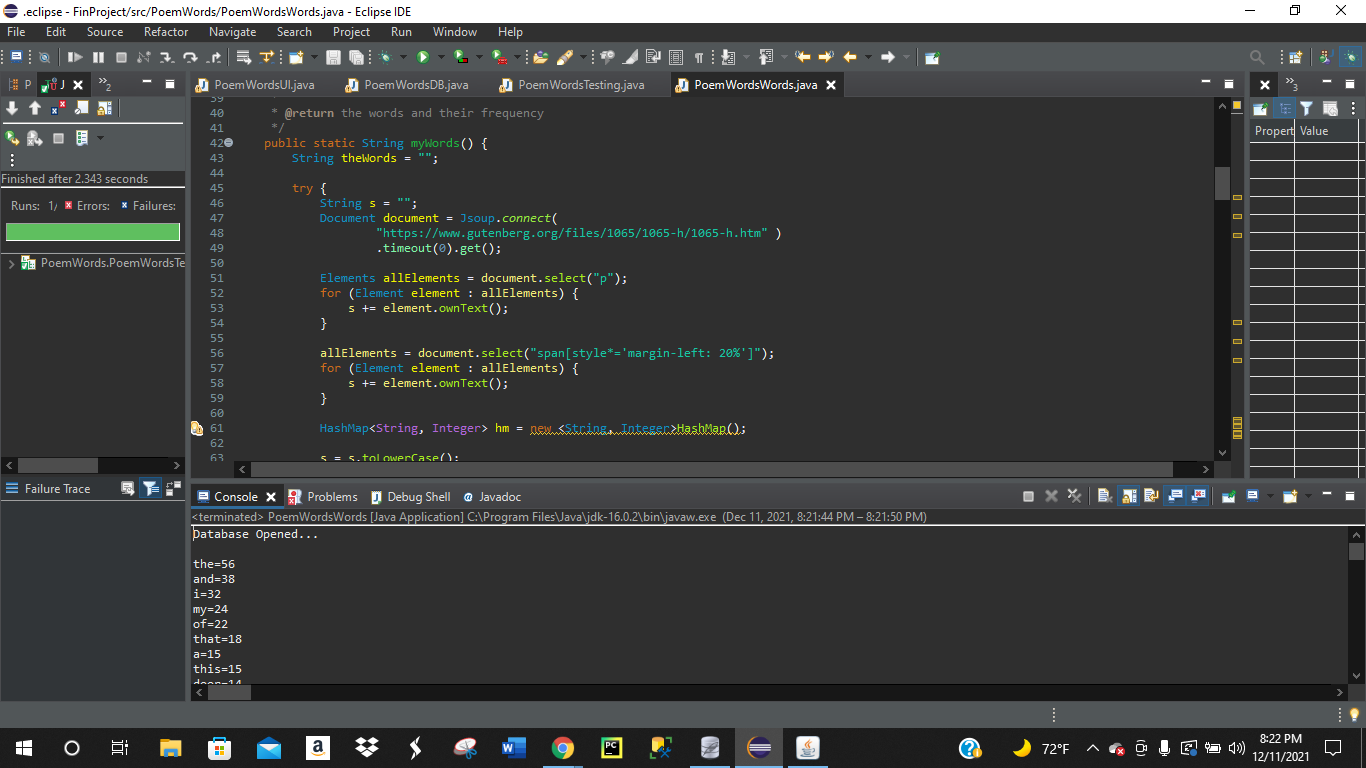 .eclipse - FinProject/src/PoemWords/PoemWordsWords.java - Eclipse IDE
File Edit Source Refactor Navigate Search Project Run Window Help
P J 2 PoemWordsUI.java PoemWordsDB.java PoemWordsTesting.java PoemWordsWords.java 3
Propert Value
Finished after 2.343 seconds
Runs: 1/ Errors: Failures:
PoemWords.PoemWordsTe
Failure Trace
39
40 * @return the words and their frequency
41 */
42 public static String myWords() {
43 String theWords = "";
44
45 try {
46 String s = "";
47 Document document = Jsoup.connect(
48 "https://www.gutenberg.org/files/1065/1065-h/1065-h.htm" )
49 .timeout(0).get();
50
51 Elements allElements = document.select("p");
52 for (Element element : allElements) {
53 s += element.ownText();
54 }
55
56 allElements = document.select("span[style*='margin-left: 20%']");
57 for (Element element : allElements) {
58 s += element.ownText();
59 }
60
61 HashMap<String, Integer> hm = new <String, Integer>HashMap();
62
63 s = s.toLowerCase();
Console Problems Debug Shell Javadoc
<terminated> PoemWordsWords [Java Application] C:\Program Files\Java\jdk-16.0.2\bin\javaw.exe (Dec 11, 2021, 8:21:44 PM – 8:21:50 PM)
Database Opened...
the=56
and=38
i=32
my=24
of=22
that=18
a=15
this=15
door=14
72°F
8:22 PM
12/11/2021